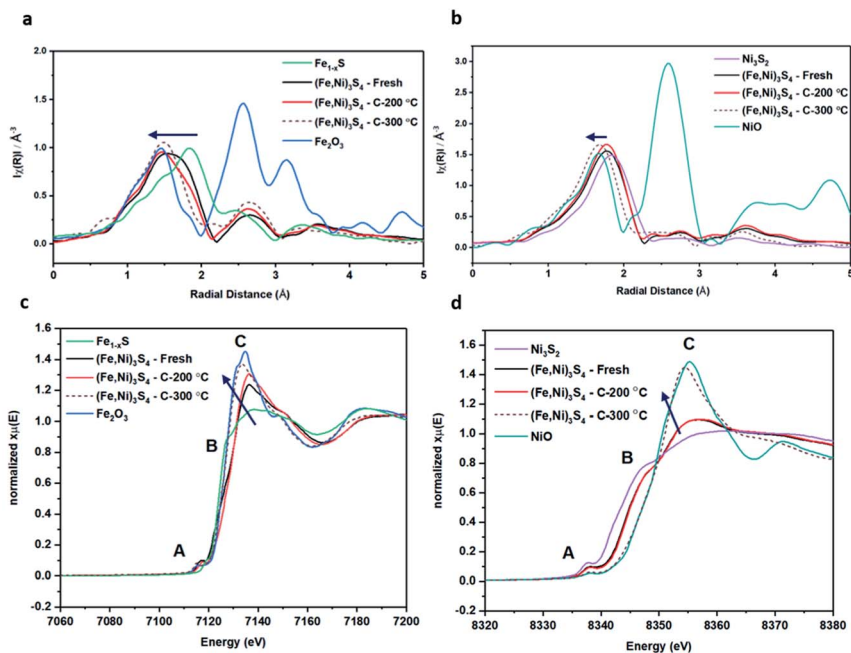 a
Iχ(R)I / Å⁻³
2.0
1.5
1.0
0.5
0.0
0 1 2 3 4 5
Radial Distance (Å)
Fe₁₋ₓS
(Fe,Ni)₃S₄ - Fresh
(Fe,Ni)₃S₄ - C-200 °C
(Fe,Ni)₃S₄ - C-300 °C
Fe₂O₃
b
Iχ(R)I / Å⁻³
3.0
2.5
2.0
1.5
1.0
0.5
0.0
0 1 2 3 4 5
Radial Distance (Å)
Ni₃S₂
(Fe,Ni)₃S₄ - Fresh
(Fe,Ni)₃S₄ - C-200 °C
(Fe,Ni)₃S₄ - C-300 °C
NiO
c
normalized xμ(E)
1.6
1.4
1.2
1.0
0.8
0.6
0.4
0.2
0.0
-0.2
7060 7080 7100 7120 7140 7160 7180 7200
Energy (eV)
Fe₁₋ₓS
(Fe,Ni)₃S₄ - Fresh
(Fe,Ni)₃S₄ - C-200 °C
(Fe,Ni)₃S₄ - C-300 °C
Fe₂O₃
A
B
C
d
normalized xμ(E)
1.6
1.4
1.2
1.0
0.8
0.6
0.4
0.2
0.0
-0.2
8320 8330 8340 8350 8360 8370 8380
Energy (eV)
Ni₃S₂
(Fe,Ni)₃S₄ - Fresh
(Fe,Ni)₃S₄ - C-200 °C
(Fe,Ni)₃S₄ - C-300 °C
NiO
A
B
C